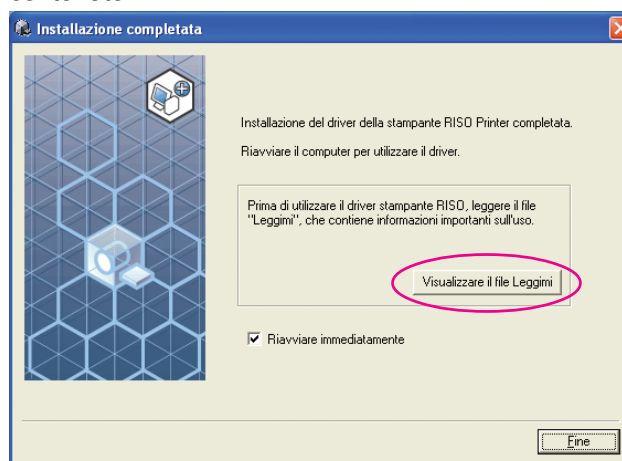 Installazione completata
Installazione del driver della stampante RISO Printer completata.
Riavviare il computer per utilizzare il driver.
Prima di utilizzare il driver stampante RISO, leggere il file
"Leggimi", che contiene informazioni importanti sull'uso.
Visualizzare il file Leggimi
Riavviare immediatamente
Fine